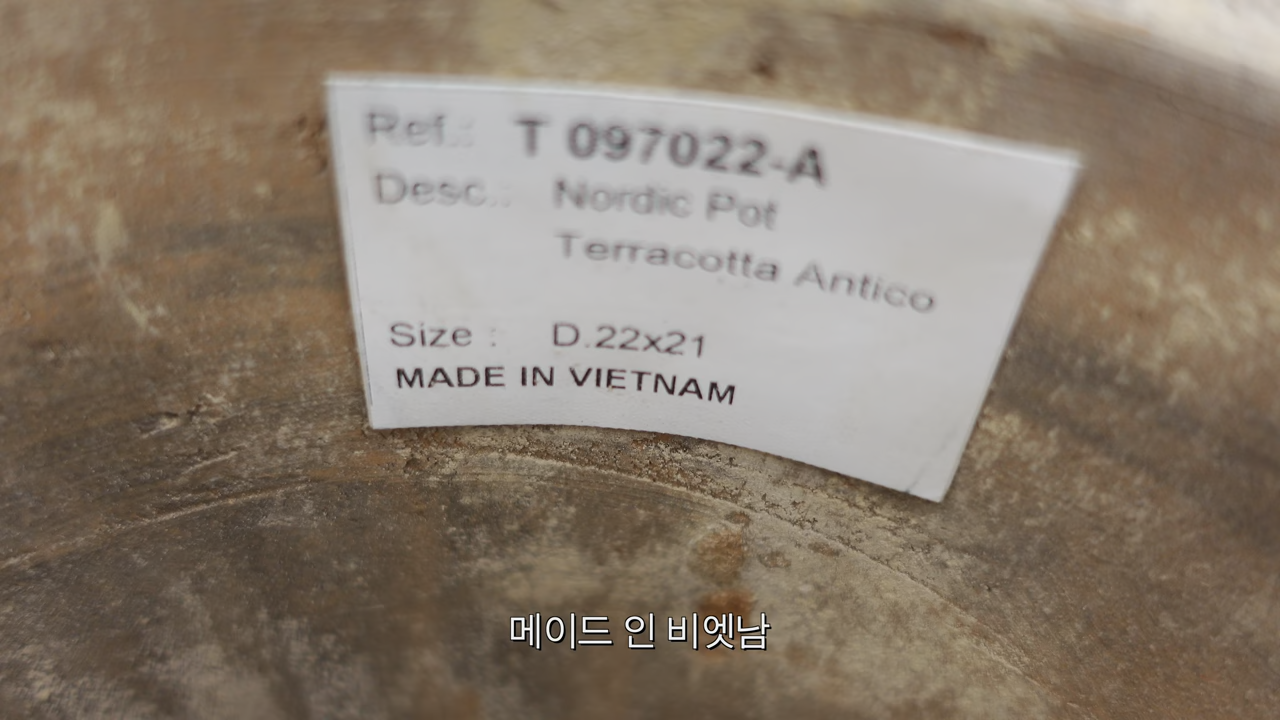 Ref.: T 097022-A
Desc.: Nordic Pot
Terracotta Antico
Size : D.22x21
MADE IN VIETNAM
메이드 인 비엣남